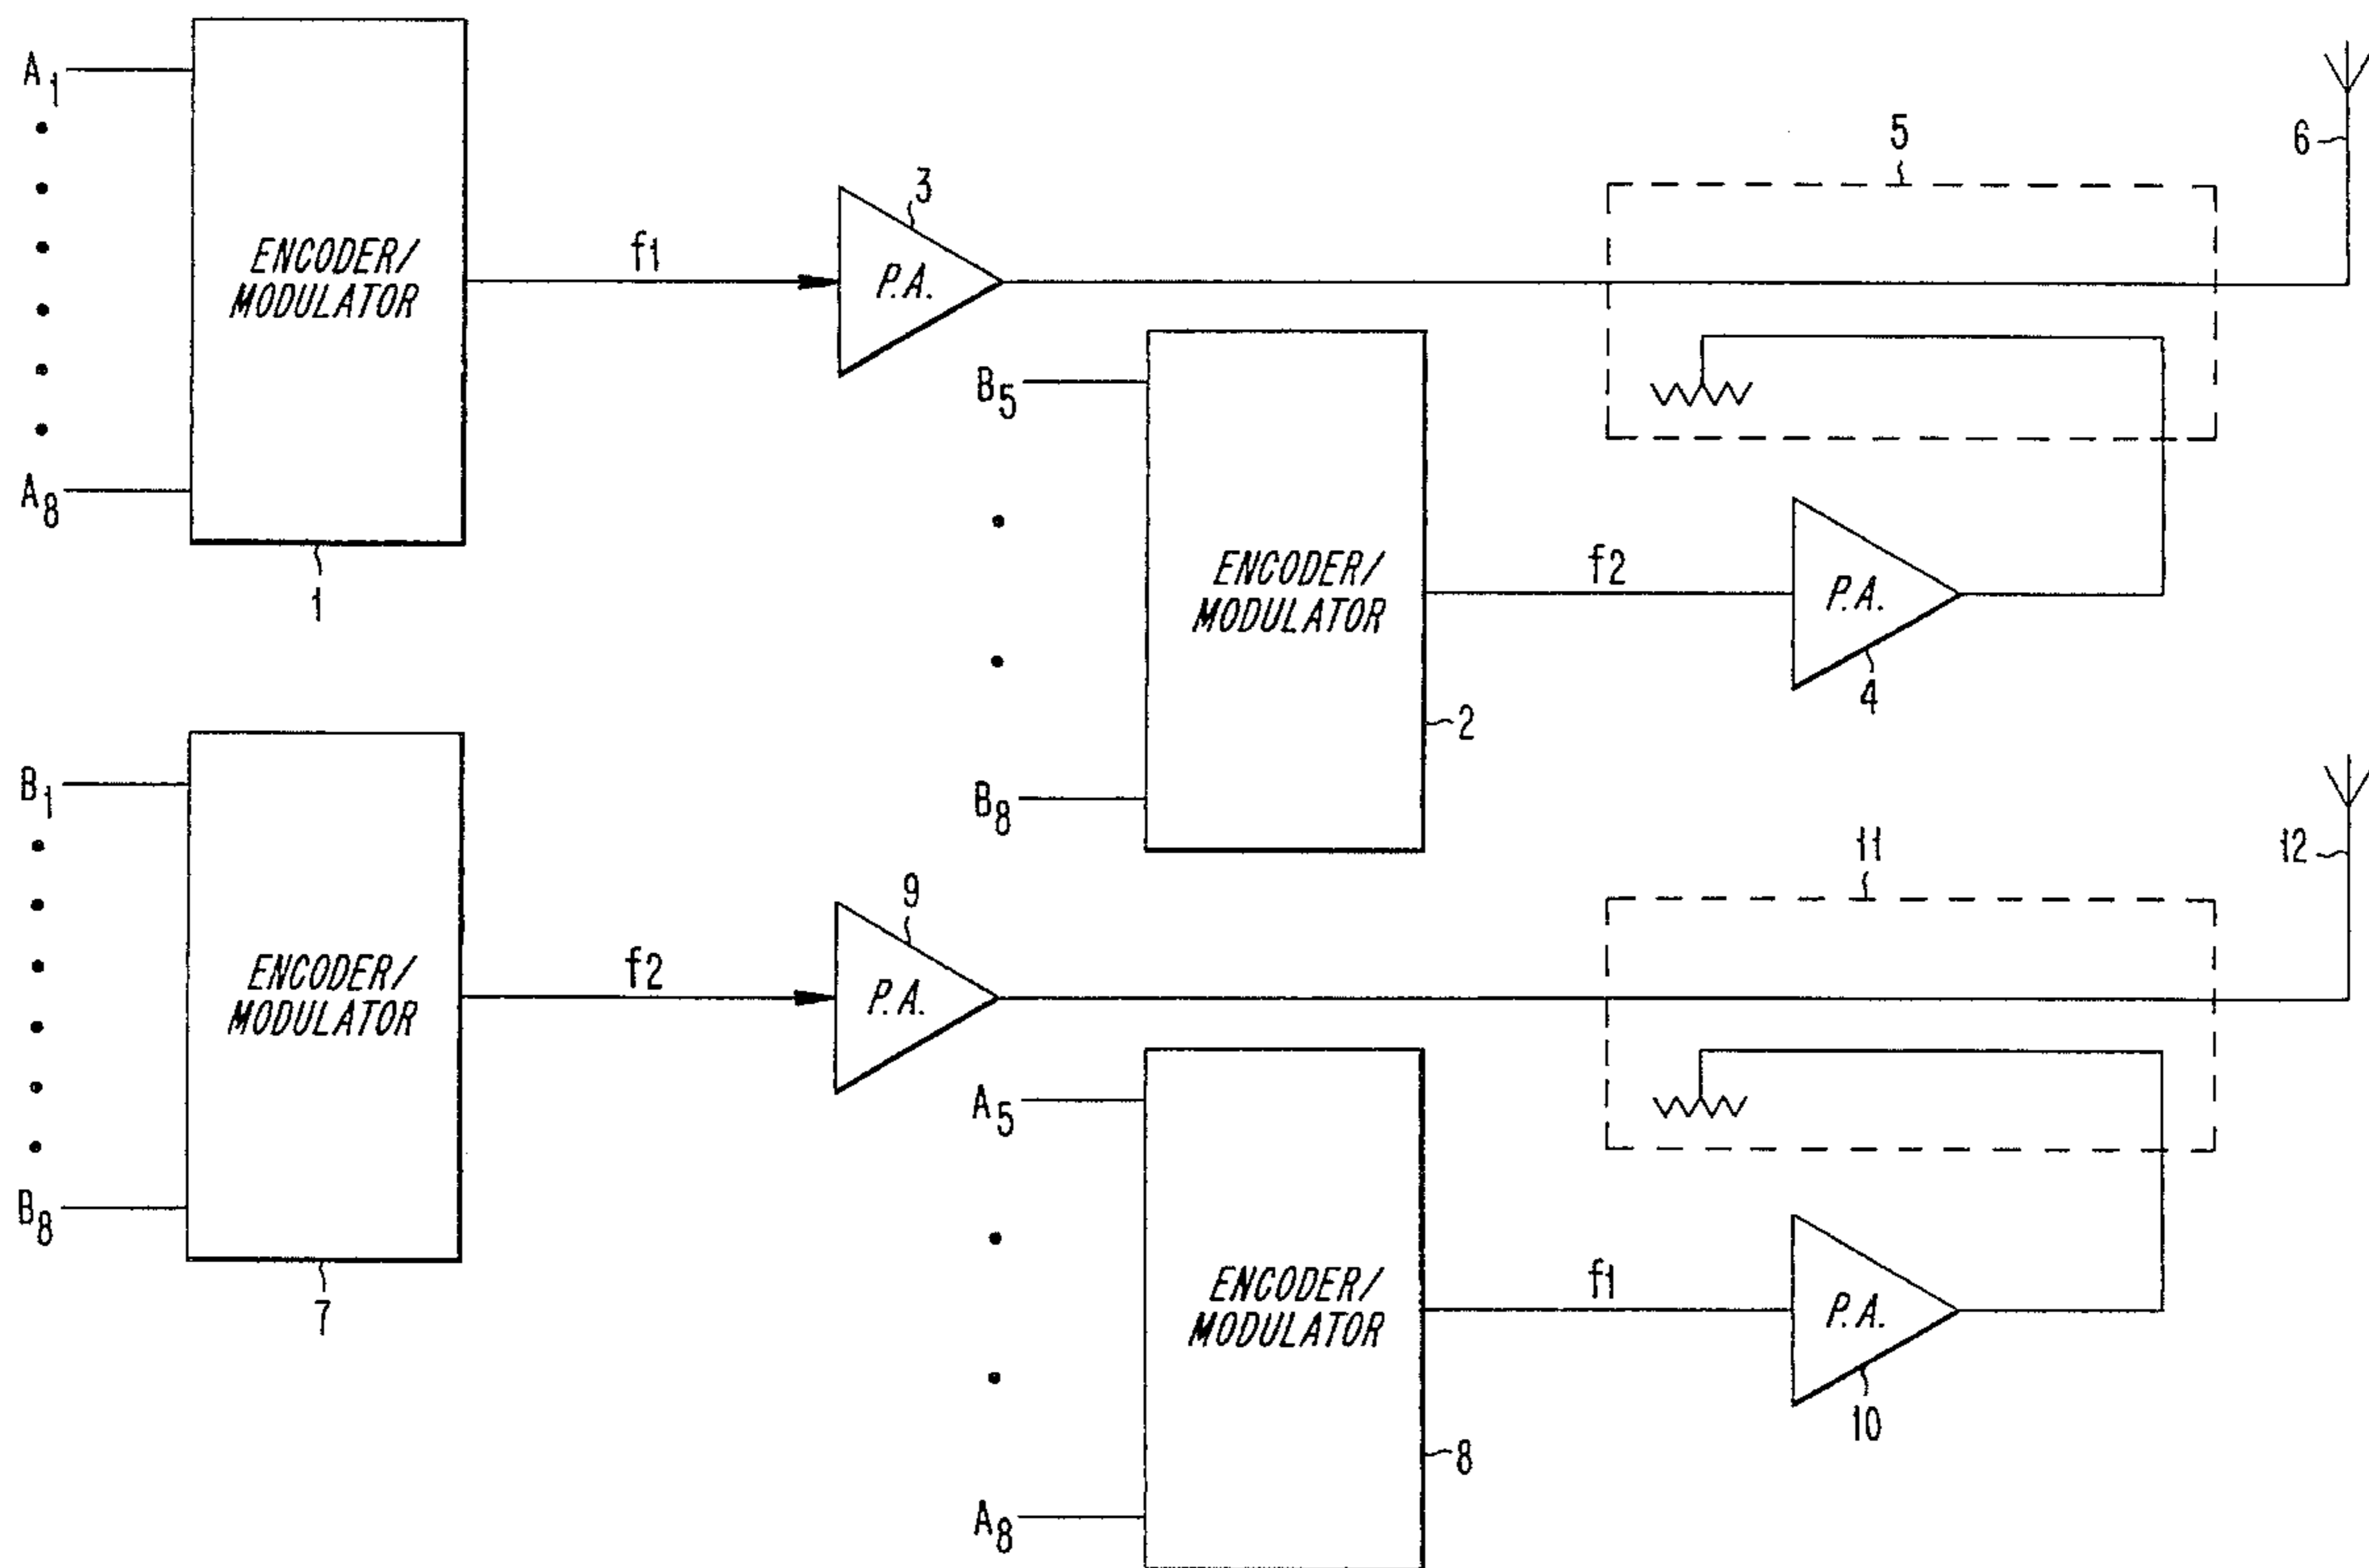 A1
A8
ENCODER/
MODULATOR
1
f1
3
P.A.
5
6
B5
B8
ENCODER/
MODULATOR
2
f2
P.A.
4
B1
B8
ENCODER/
MODULATOR
7
f2
9
P.A.
11
12
A5
A8
ENCODER/
MODULATOR
8
f1
P.A.
10